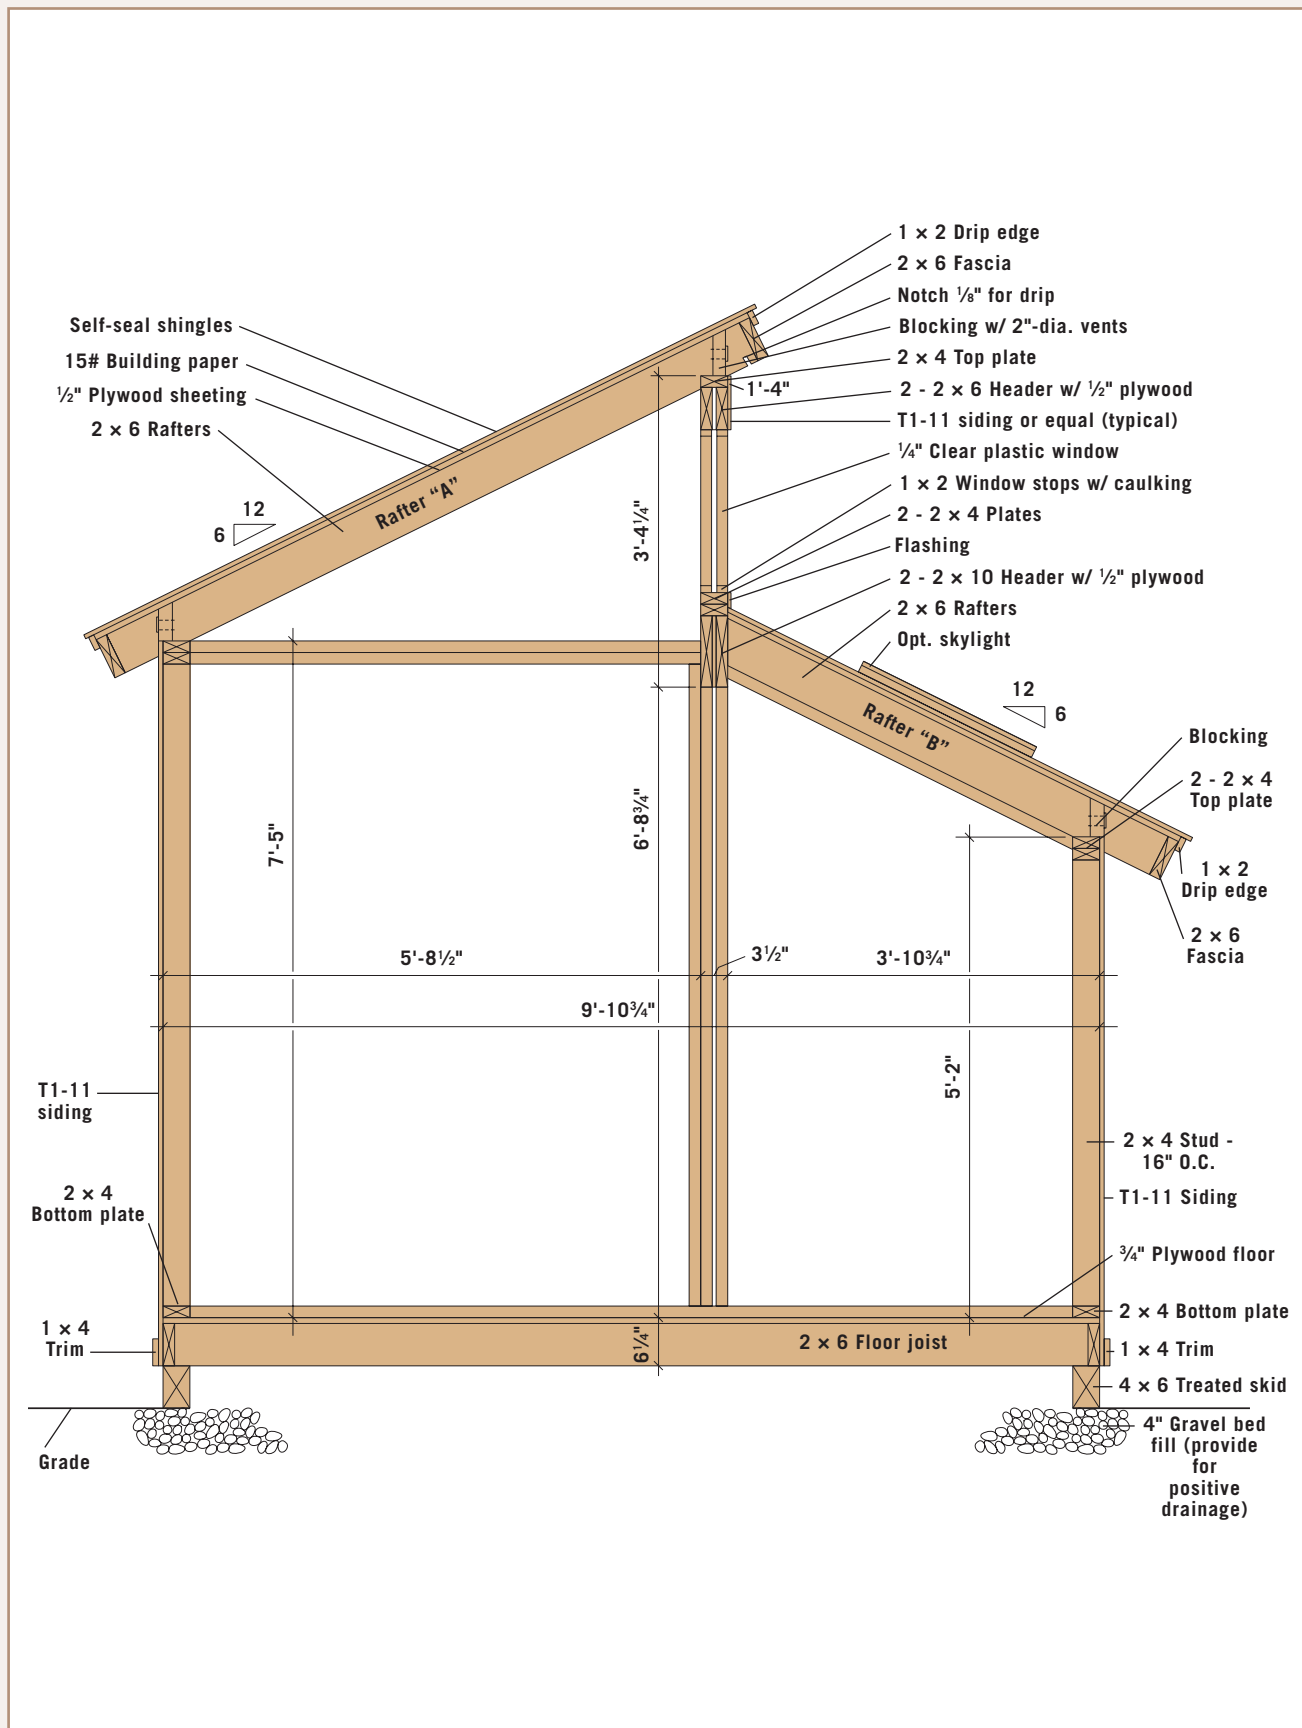 1 × 2 Drip edge
2 × 6 Fascia
Notch ⅛" for drip
Blocking w/ 2"-dia. vents
2 × 4 Top plate
1'-4"
2 - 2 × 6 Header w/ ½" plywood
T1-11 siding or equal (typical)
¼" Clear plastic window
1 × 2 Window stops w/ caulking
2 - 2 × 4 Plates
Flashing
2 - 2 × 10 Header w/ ½" plywood
2 × 6 Rafters
Opt. skylight
Self-seal shingles
15# Building paper
½" Plywood sheeting
2 × 6 Rafters
12
6
Rafter “A”
3'-4¼"
12
6
Rafter “B”
Blocking
2 - 2 × 4
Top plate
1 × 2
Drip edge
2 × 6
Fascia
7'-5"
6'-8¾"
5'-8½"
3½"
3'-10¾"
9'-10¾"
5'-2"
T1-11
siding
2 × 4 Stud -
16" O.C.
T1-11 Siding
2 × 4
Bottom plate
¾" Plywood floor
2 × 4 Bottom plate
1 × 4
Trim
6¼"
2 × 6 Floor joist
1 × 4 Trim
4 × 6 Treated skid
Grade
4" Gravel bed
fill (provide
for
positive
drainage)